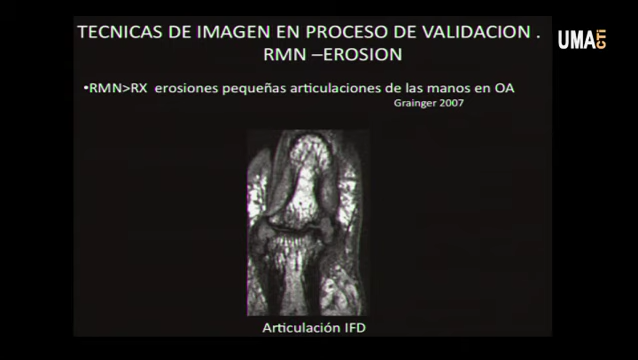 TECNICAS DE IMAGEN EN PROCESO DE VALIDACION .
RMN –EROSION
UMA CTI
•RMN>RX erosiones pequeñas articulaciones de las manos en OA
Grainger 2007
Articulación IFD